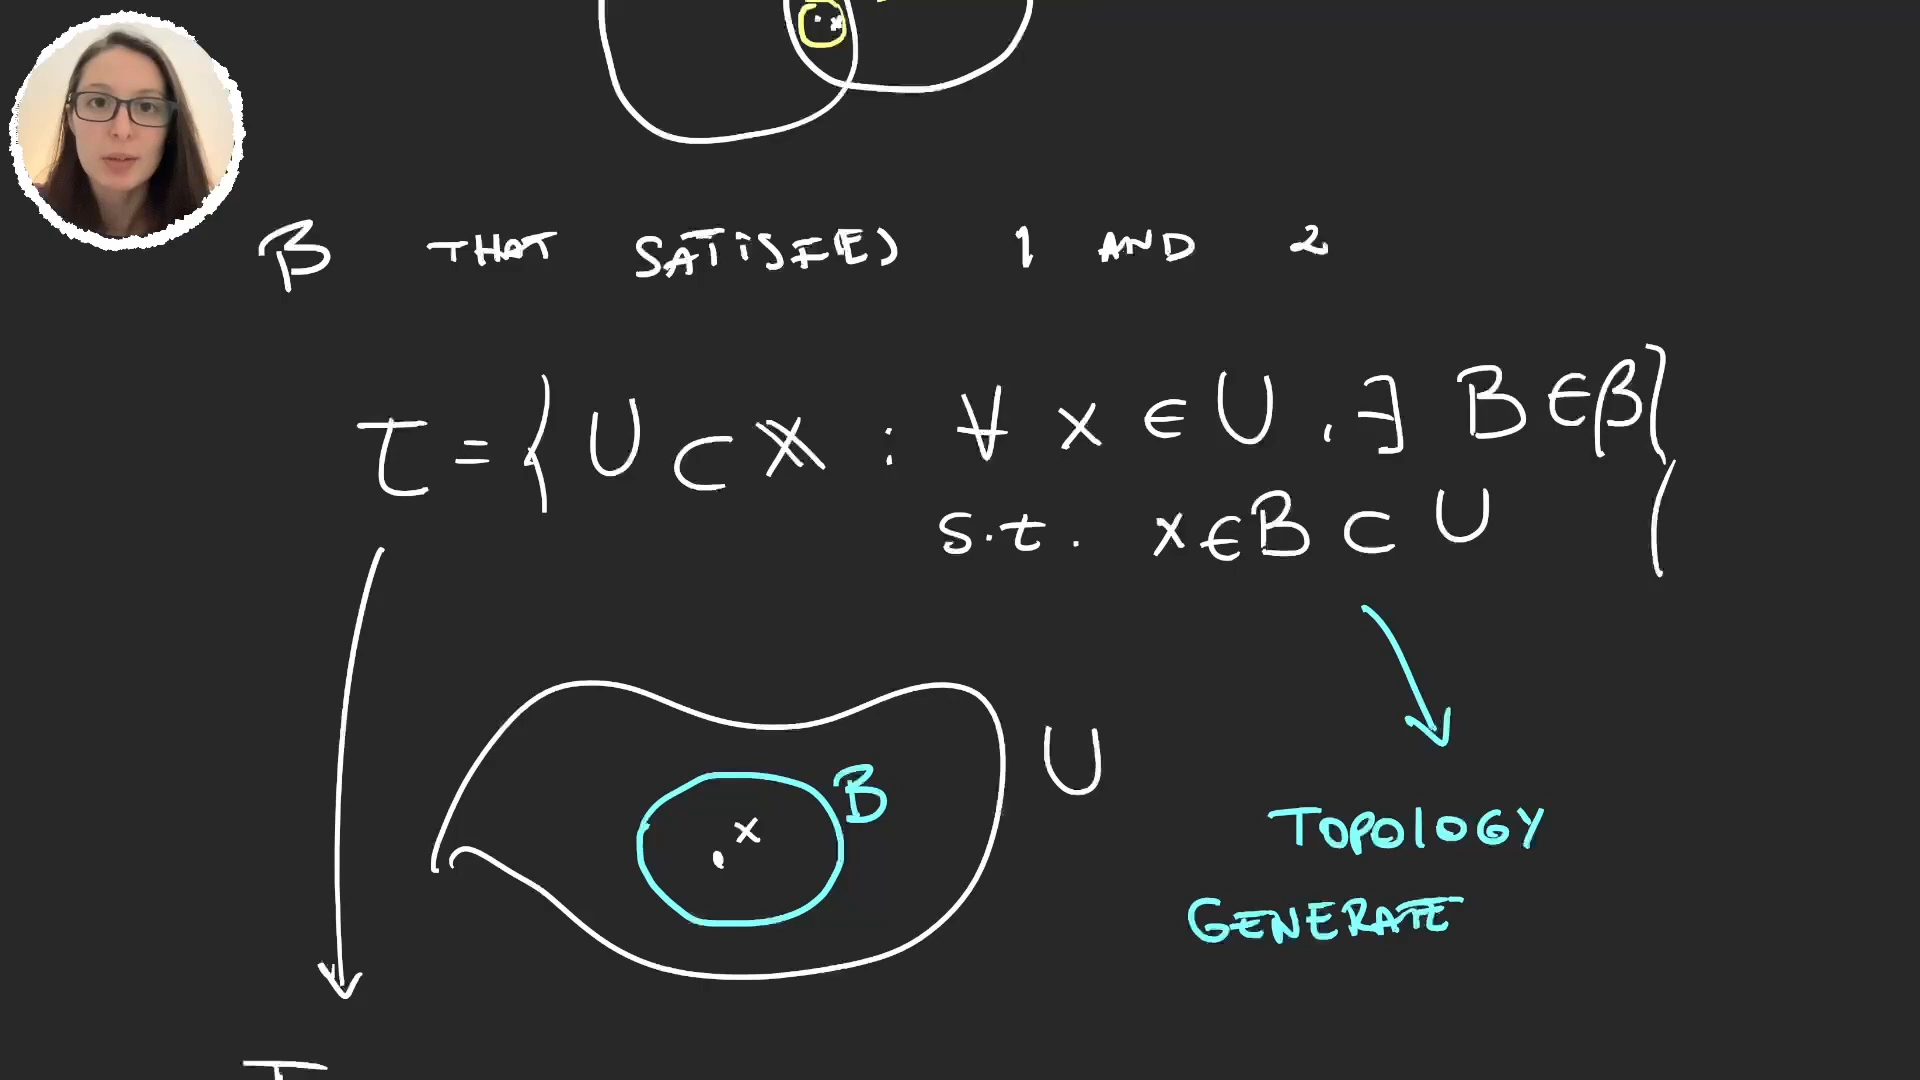 β THAT SATISFIES 1 AND 2
τ = { U ⊂ X : ∀ x ∈ U , ∃ B ∈ β
s.t. x ∈ B ⊂ U }
U
B
x
TOPOLOGY
GENERATE